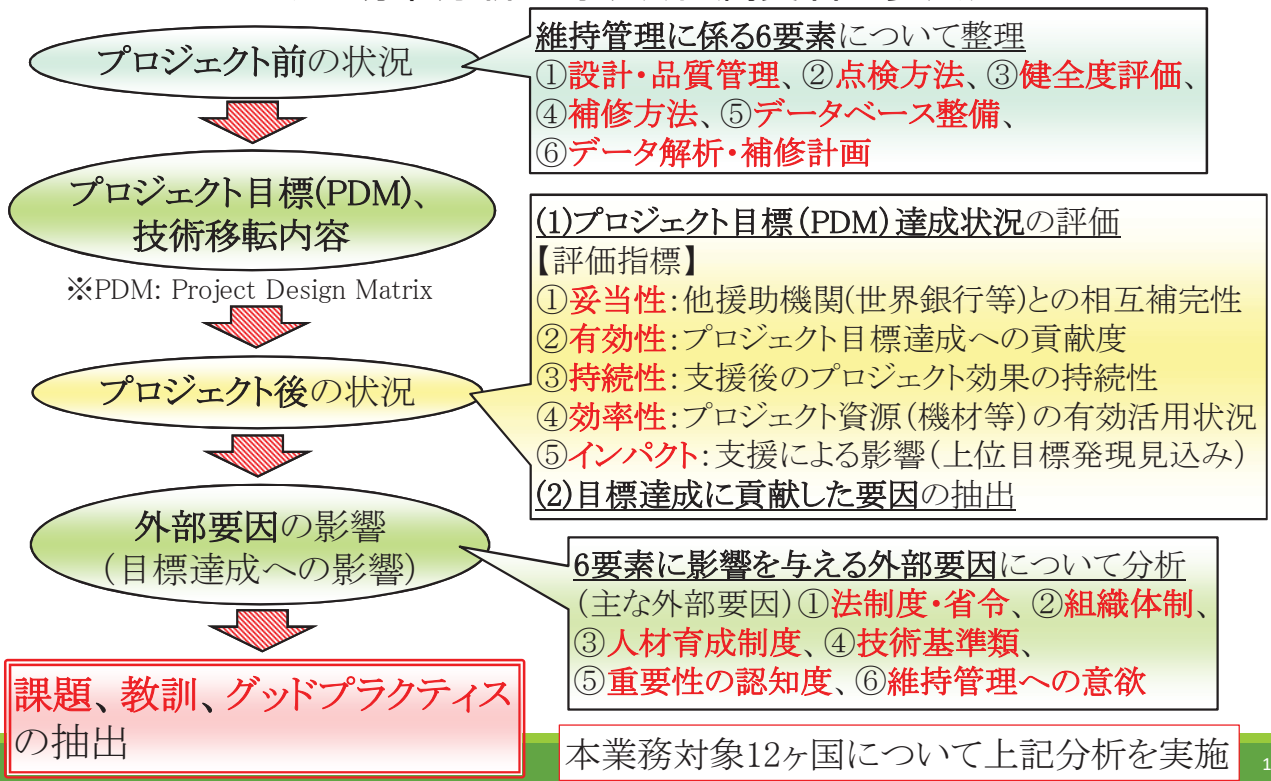 プロジェクト前の状況
維持管理に係る6要素について整理
①設計・品質管理、②点検方法、③健全度評価、
④補修方法、⑤データベース整備、
⑥データ解析・補修計画
プロジェクト目標(PDM)、
技術移転内容
※PDM: Project Design Matrix
プロジェクト後の状況
(1)プロジェクト目標(PDM)達成状況の評価
【評価指標】
①妥当性:他援助機関(世界銀行等)との相互補完性
②有効性:プロジェクト目標達成への貢献度
③持続性:支援後のプロジェクト効果の持続性
④効率性:プロジェクト資源(機材等)の有効活用状況
⑤インパクト:支援による影響(上位目標発現見込み)
(2)目標達成に貢献した要因の抽出
外部要因の影響
(目標達成への影響)
6要素に影響を与える外部要因について分析
(主な外部要因)①法制度・省令、②組織体制、
③人材育成制度、④技術基準類、
⑤重要性の認知度、⑥維持管理への意欲
課題、教訓、グッドプラクティス
の抽出
本業務対象12ヶ国について上記分析を実施
1